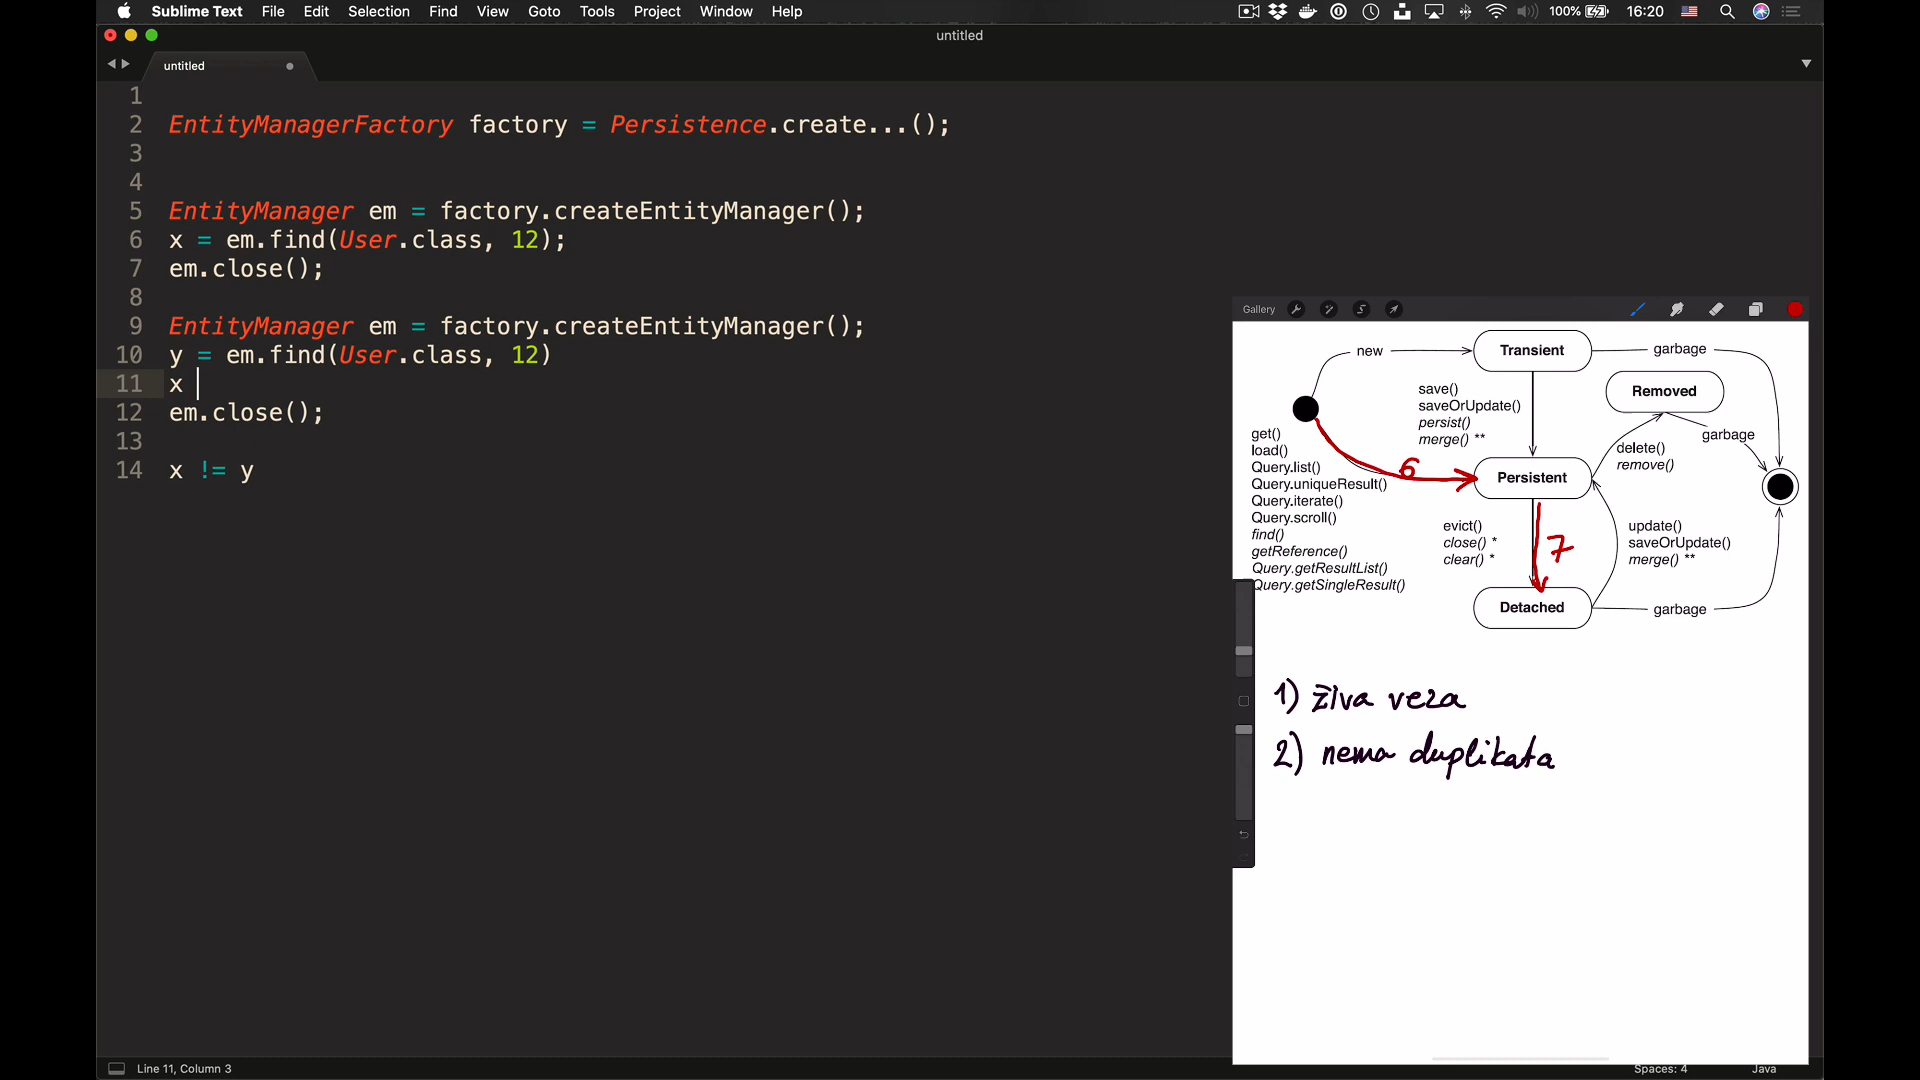 Sublime Text File Edit Selection Find View Goto Tools Project Window Help 100% 16:20
untitled
untitled
1
2 EntityManagerFactory factory = Persistence.create...();
3
4
5 EntityManager em = factory.createEntityManager();
6 x = em.find(User.class, 12);
7 em.close();
8
9 EntityManager em = factory.createEntityManager();
10 y = em.find(User.class, 12)
11 x
12 em.close();
13
14 x != y
Gallery
new
Transient
garbage
save()
saveOrUpdate()
persist()
merge() **
Removed
garbage
delete()
remove()
get()
load()
Query.list()
Query.uniqueResult()
Query.iterate()
Query.scroll()
find()
getReference()
Query.getResultList()
Query.getSingleResult()
6
Persistent
evict()
close() *
clear() *
7
update()
saveOrUpdate()
merge() **
Detached
garbage
1) živa veza
2) nema duplikata
Line 11, Column 3
Spaces: 4
Java